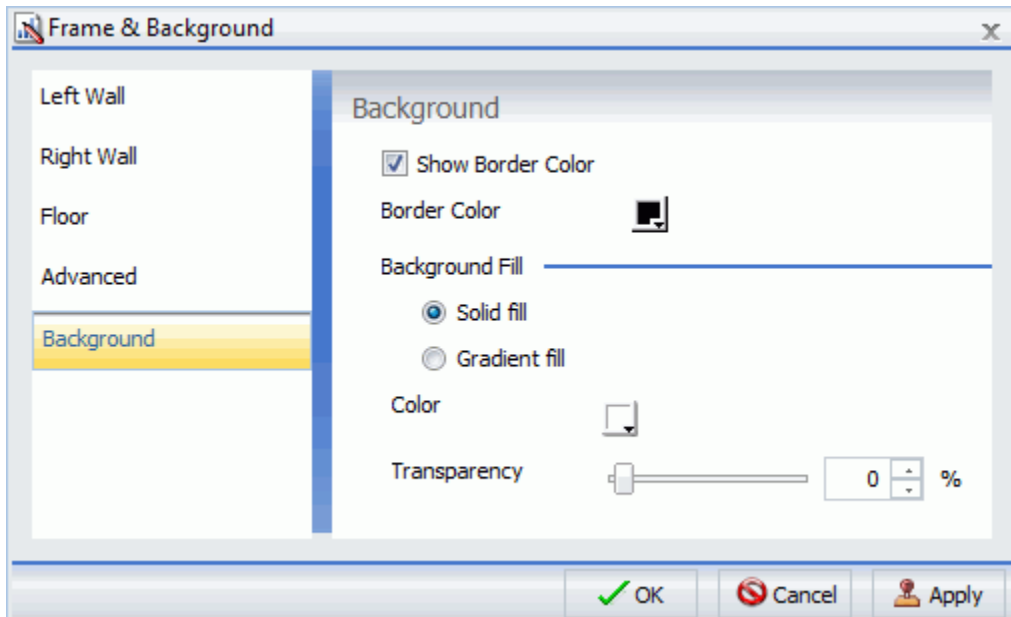 Frame & Background
Left Wall
Right Wall
Floor
Advanced
Background
Background
Show Border Color
Border Color
Background Fill
Solid fill
Gradient fill
Color
Transparency 0 %
OK Cancel Apply